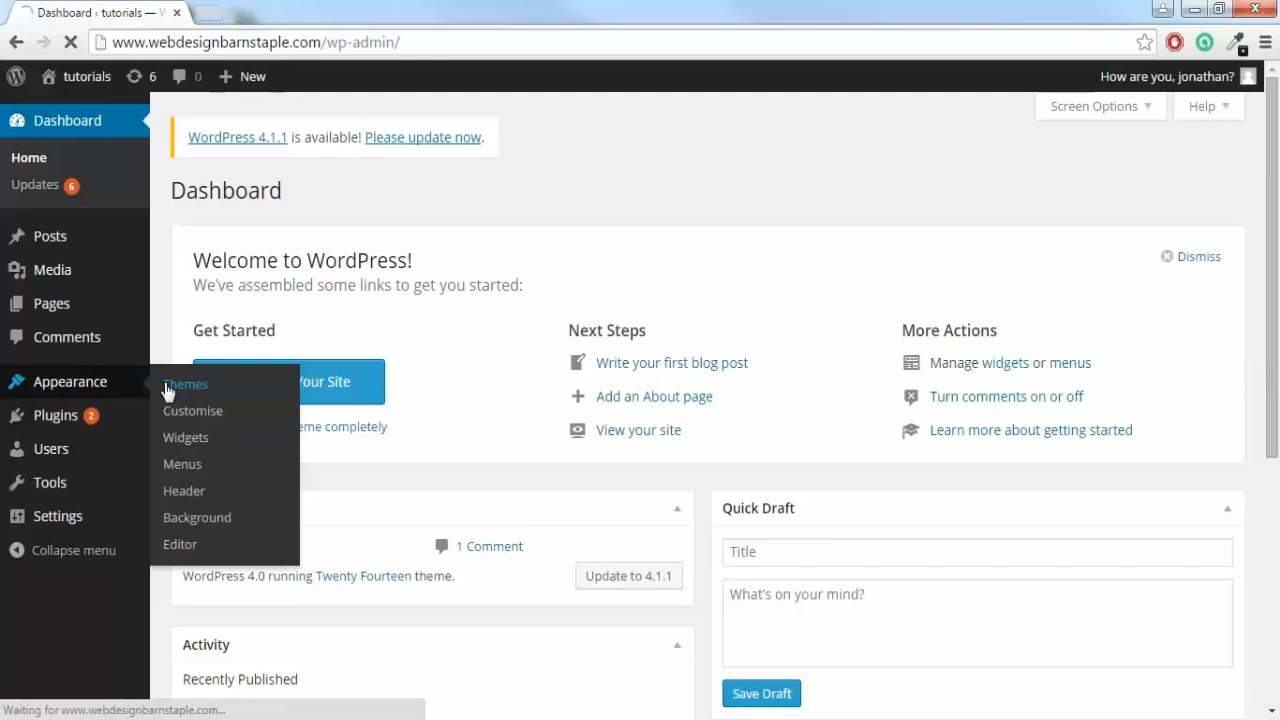 Dashboard ‹ tutorials — W
www.webdesignbarnstaple.com/wp-admin/
tutorials 6 0 New How are you, jonathan?
Screen Options Help
Dashboard
Home
Updates 6
Posts
Media
Pages
Comments
Appearance
Plugins 2
Users
Tools
Settings
Collapse menu
Themes
Customise
Widgets
Menus
Header
Background
Editor
WordPress 4.1.1 is available! Please update now.
Dashboard
Welcome to WordPress!
We've assembled some links to get you started:
Dismiss
Get Started
Your Site
eme completely
Next Steps
Write your first blog post
Add an About page
View your site
More Actions
Manage widgets or menus
Turn comments on or off
Learn more about getting started
1 Comment
WordPress 4.0 running Twenty Fourteen theme.
Update to 4.1.1
Activity
Recently Published
Quick Draft
Title
What's on your mind?
Save Draft
Waiting for www.webdesignbarnstaple.com...